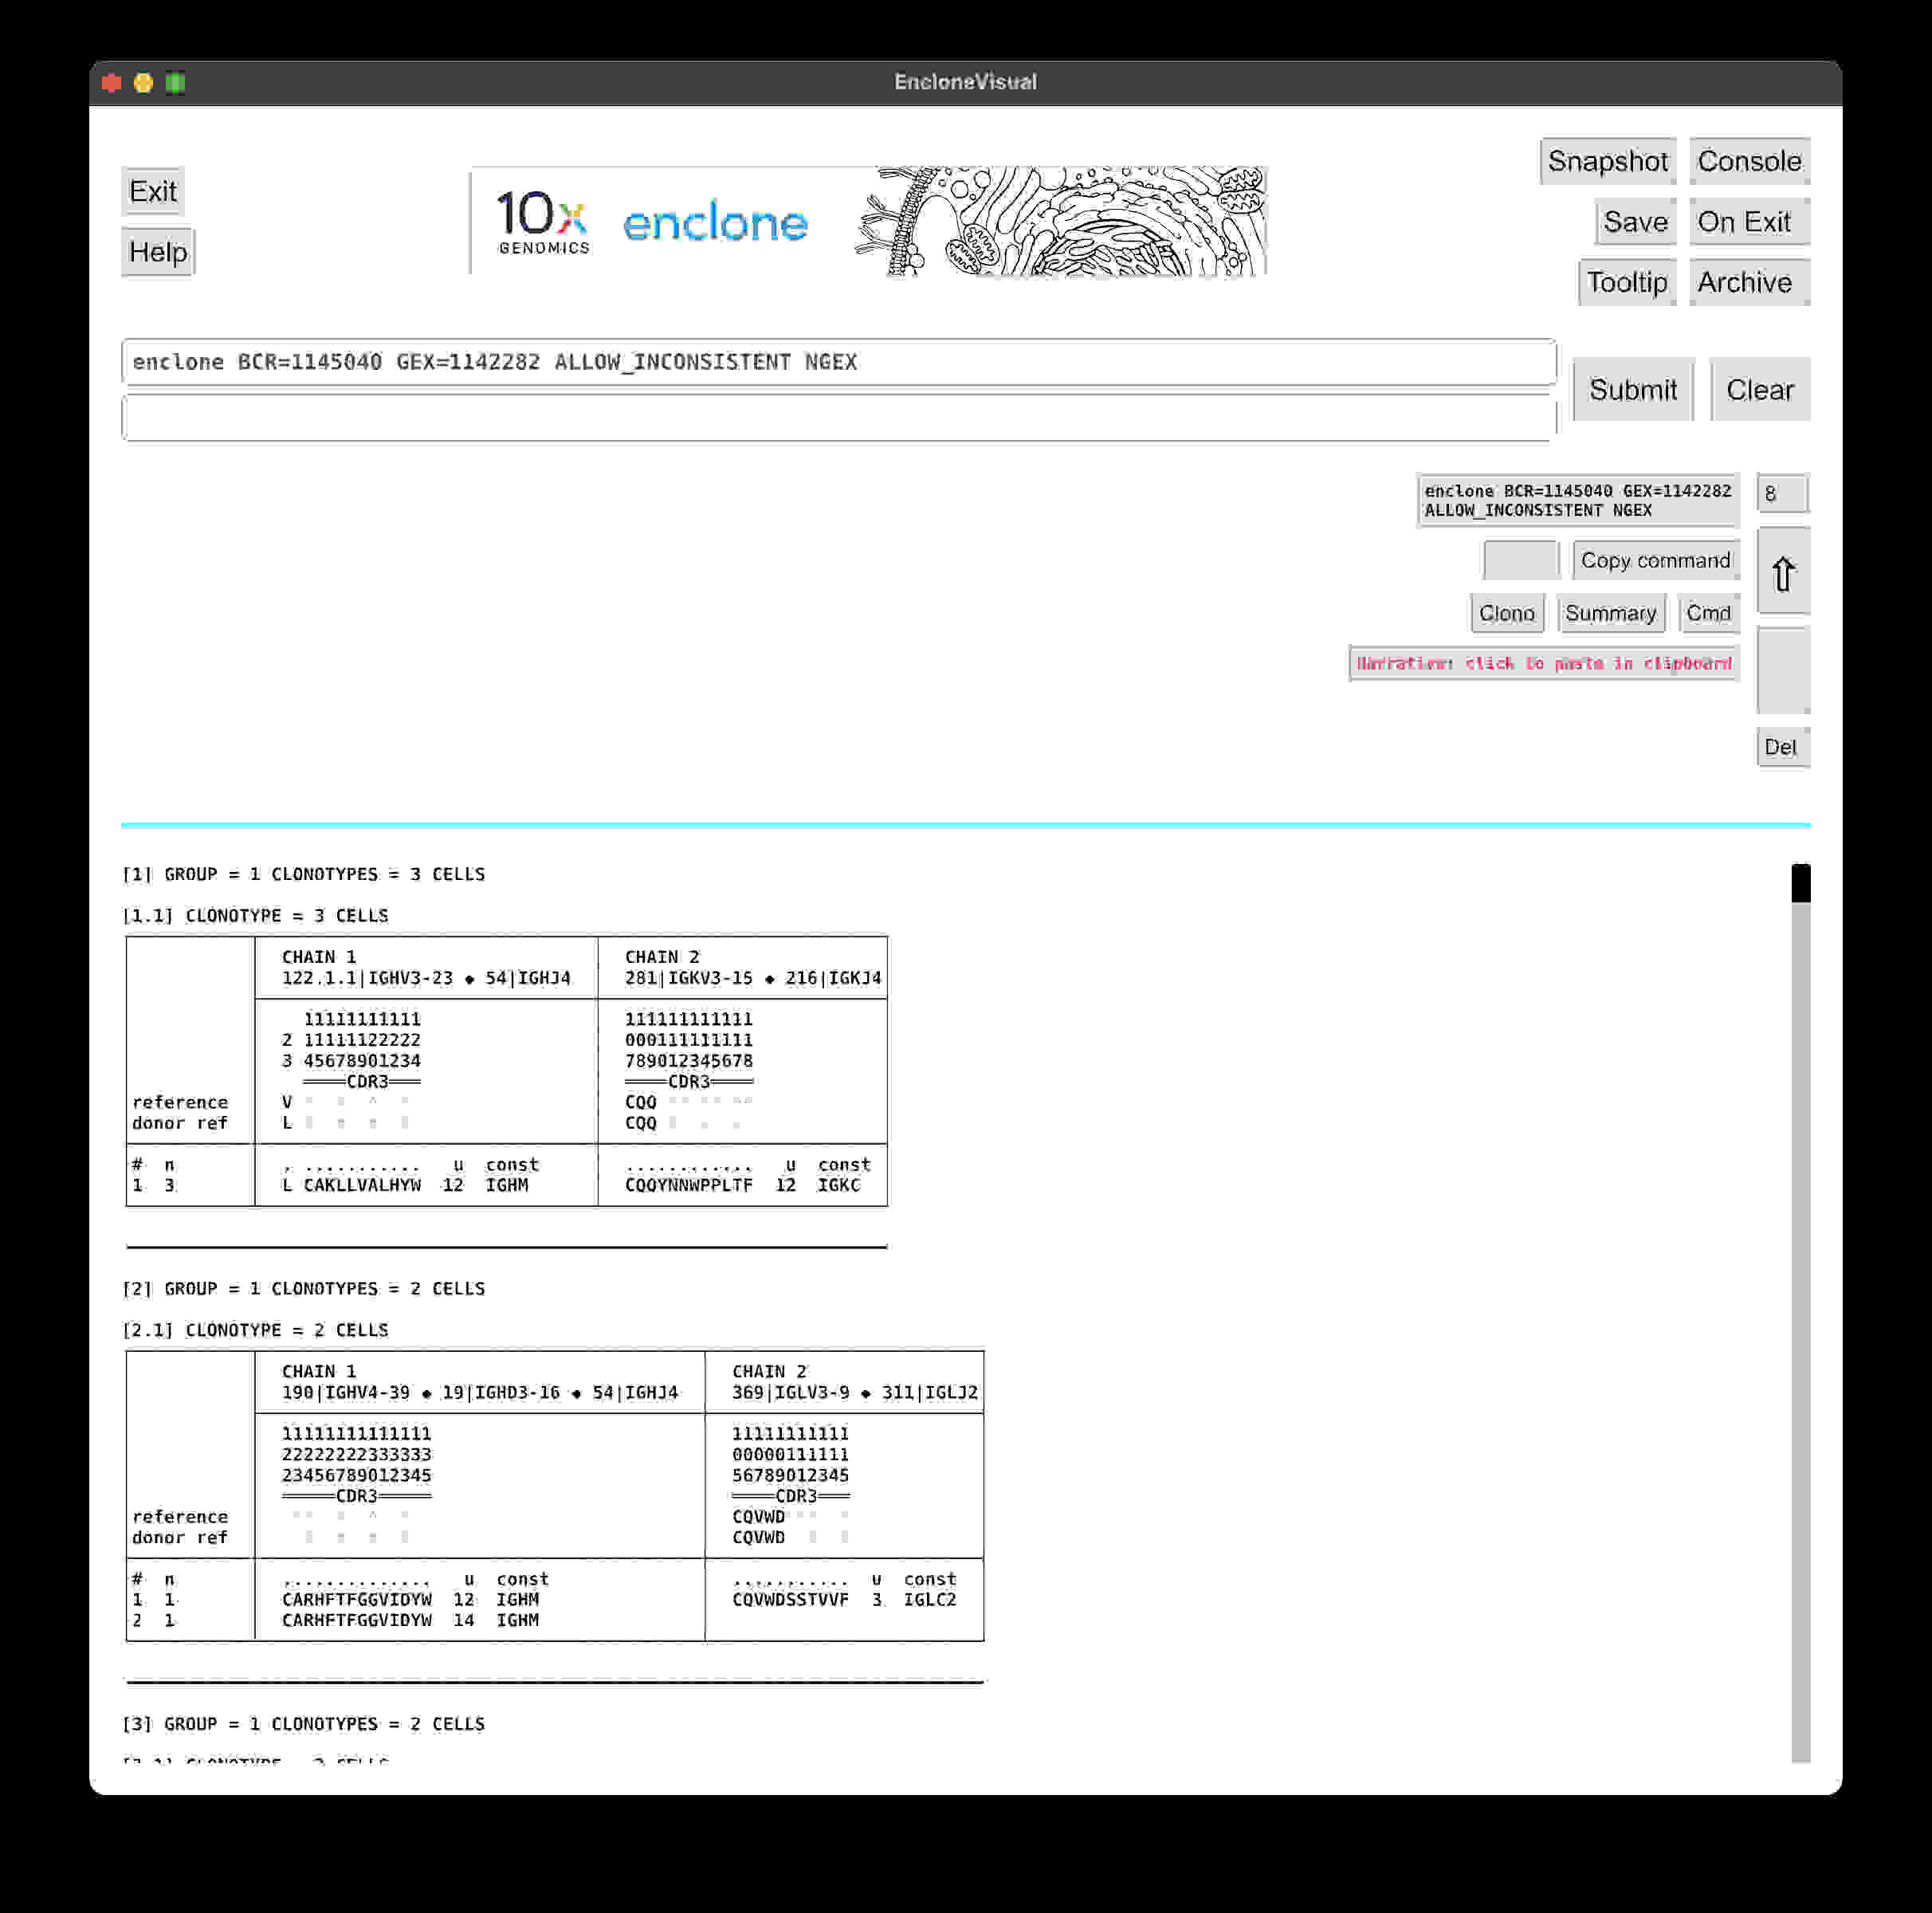 EncloneVisual
Exit
Help
10x
GENOMICS
enclone
Snapshot Console
Save On Exit
Tooltip Archive
enclone BCR=1145040 GEX=1142282 ALLOW_INCONSISTENT NGEX
Submit Clear
enclone BCR=1145040 GEX=1142282
ALLOW_INCONSISTENT NGEX
8
Copy command
⇧
Clono Summary Cmd
Narrative: click to paste in clipboard
Del
[1] GROUP = 1 CLONOTYPES = 3 CELLS
[1.1] CLONOTYPE = 3 CELLS
CHAIN 1 CHAIN 2
122.1.1|IGHV3-23 ◆ 54|IGHJ4 281|IGKV3-15 ◆ 216|IGKJ4
11111111111 111111111111
2 11111122222 000111111111
3 45678901234 789012345678
════CDR3═══ ════CDR3════
reference V CQQ
donor ref L CQQ
# n . ........... u const ............ u const
1 3 L CAKLLVALHYW 12 IGHM CQQYNNWPPLTF 12 IGKC
[2] GROUP = 1 CLONOTYPES = 2 CELLS
[2.1] CLONOTYPE = 2 CELLS
CHAIN 1 CHAIN 2
190|IGHV4-39 ◆ 19|IGHD3-16 ◆ 54|IGHJ4 369|IGLV3-9 ◆ 311|IGLJ2
11111111111111 11111111111
22222222333333 00000111111
23456789012345 56789012345
═════CDR3═════ ════CDR3═══
reference CQVWD
donor ref CQVWD
# n .............. u const ........... u const
1 1 CARHFTFGGVIDYW 12 IGHM CQVWDSSTVVF 3 IGLC2
2 1 CARHFTFGGVIDYW 14 IGHM
[3] GROUP = 1 CLONOTYPES = 2 CELLS